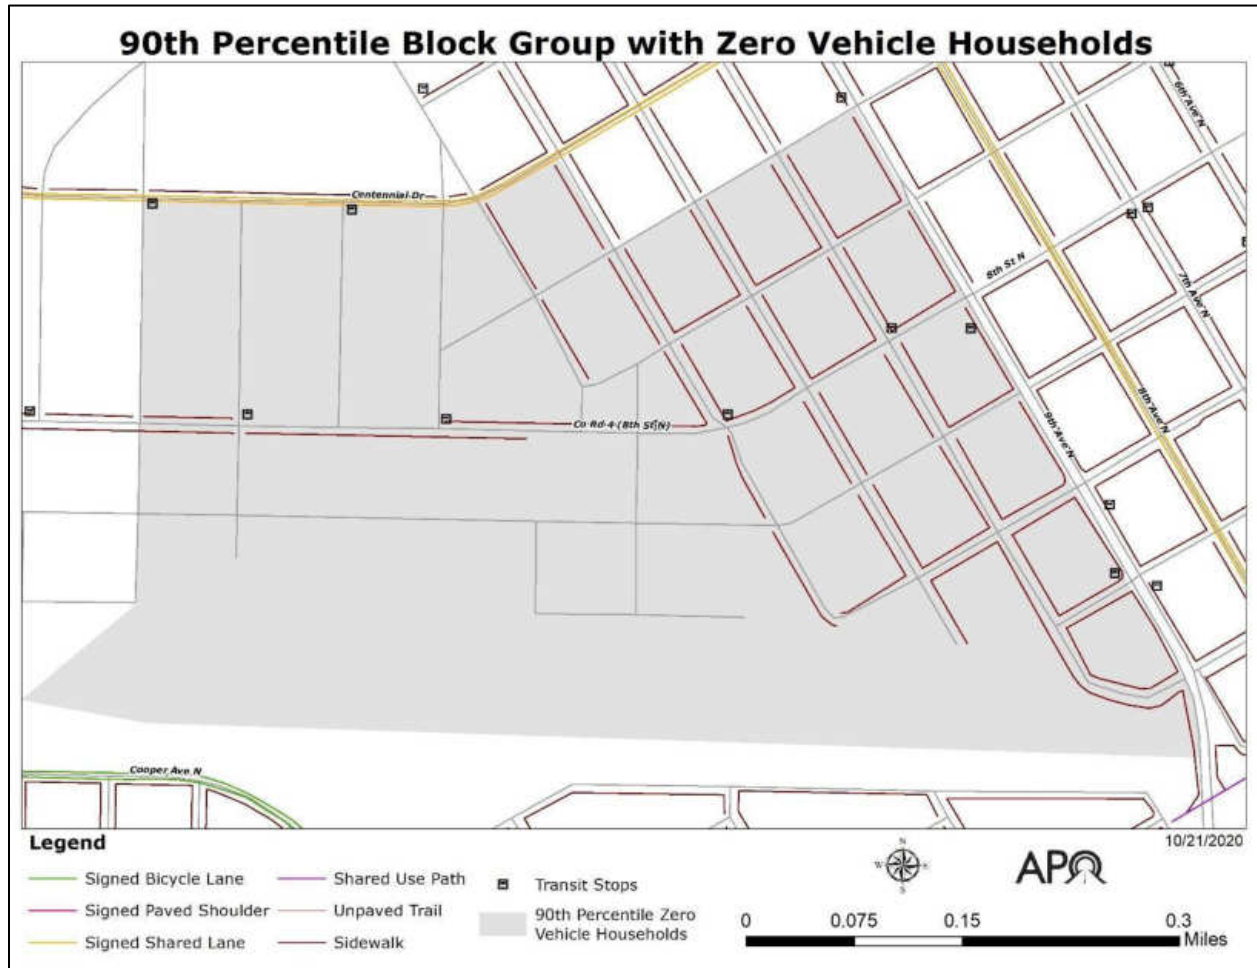 90th Percentile Block Group with Zero Vehicle Households
6th Ave N
Centennial Dr
8th St N
7th Ave N
Co Rd 4 (8th St N)
9th Ave N
8th Ave N
Cooper Ave N
10/21/2020
Legend
Signed Bicycle Lane
Signed Paved Shoulder
Signed Shared Lane
Shared Use Path
Unpaved Trail
Sidewalk
Transit Stops
90th Percentile Zero
Vehicle Households
N
W E
S
APO
0 0.075 0.15 0.3
Miles